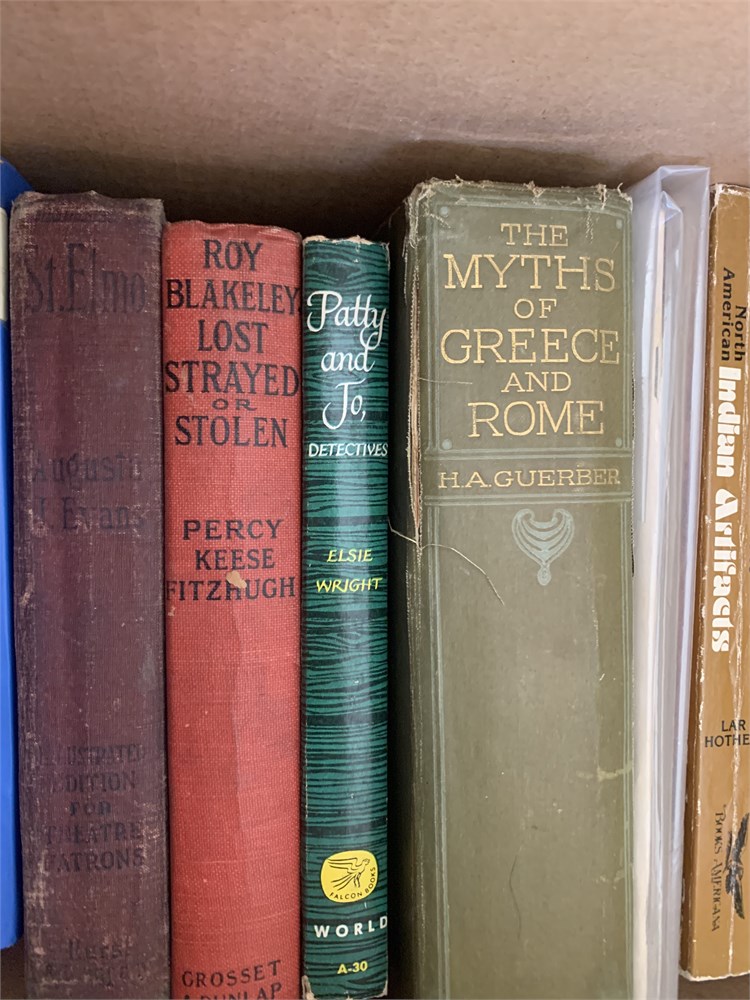 St. Elmo
Augusta
J. Evans
ILLUSTRATED
EDITION
FOR
THEATRE
PATRONS
ROY
BLAKELEY
LOST
STRAYED
OR
STOLEN
PERCY
KEESE
FITZHUGH
GROSSET
& DUNLAP
Patty
and
Jo,
DETECTIVES
ELSIE
WRIGHT
FALCON BOOKS
WORLD
A-30
THE
MYTHS
OF
GREECE
AND
ROME
H.A. GUERBER
North
American
Indian Artifacts
LAR
HOTHE
BOOKS AMERICANA